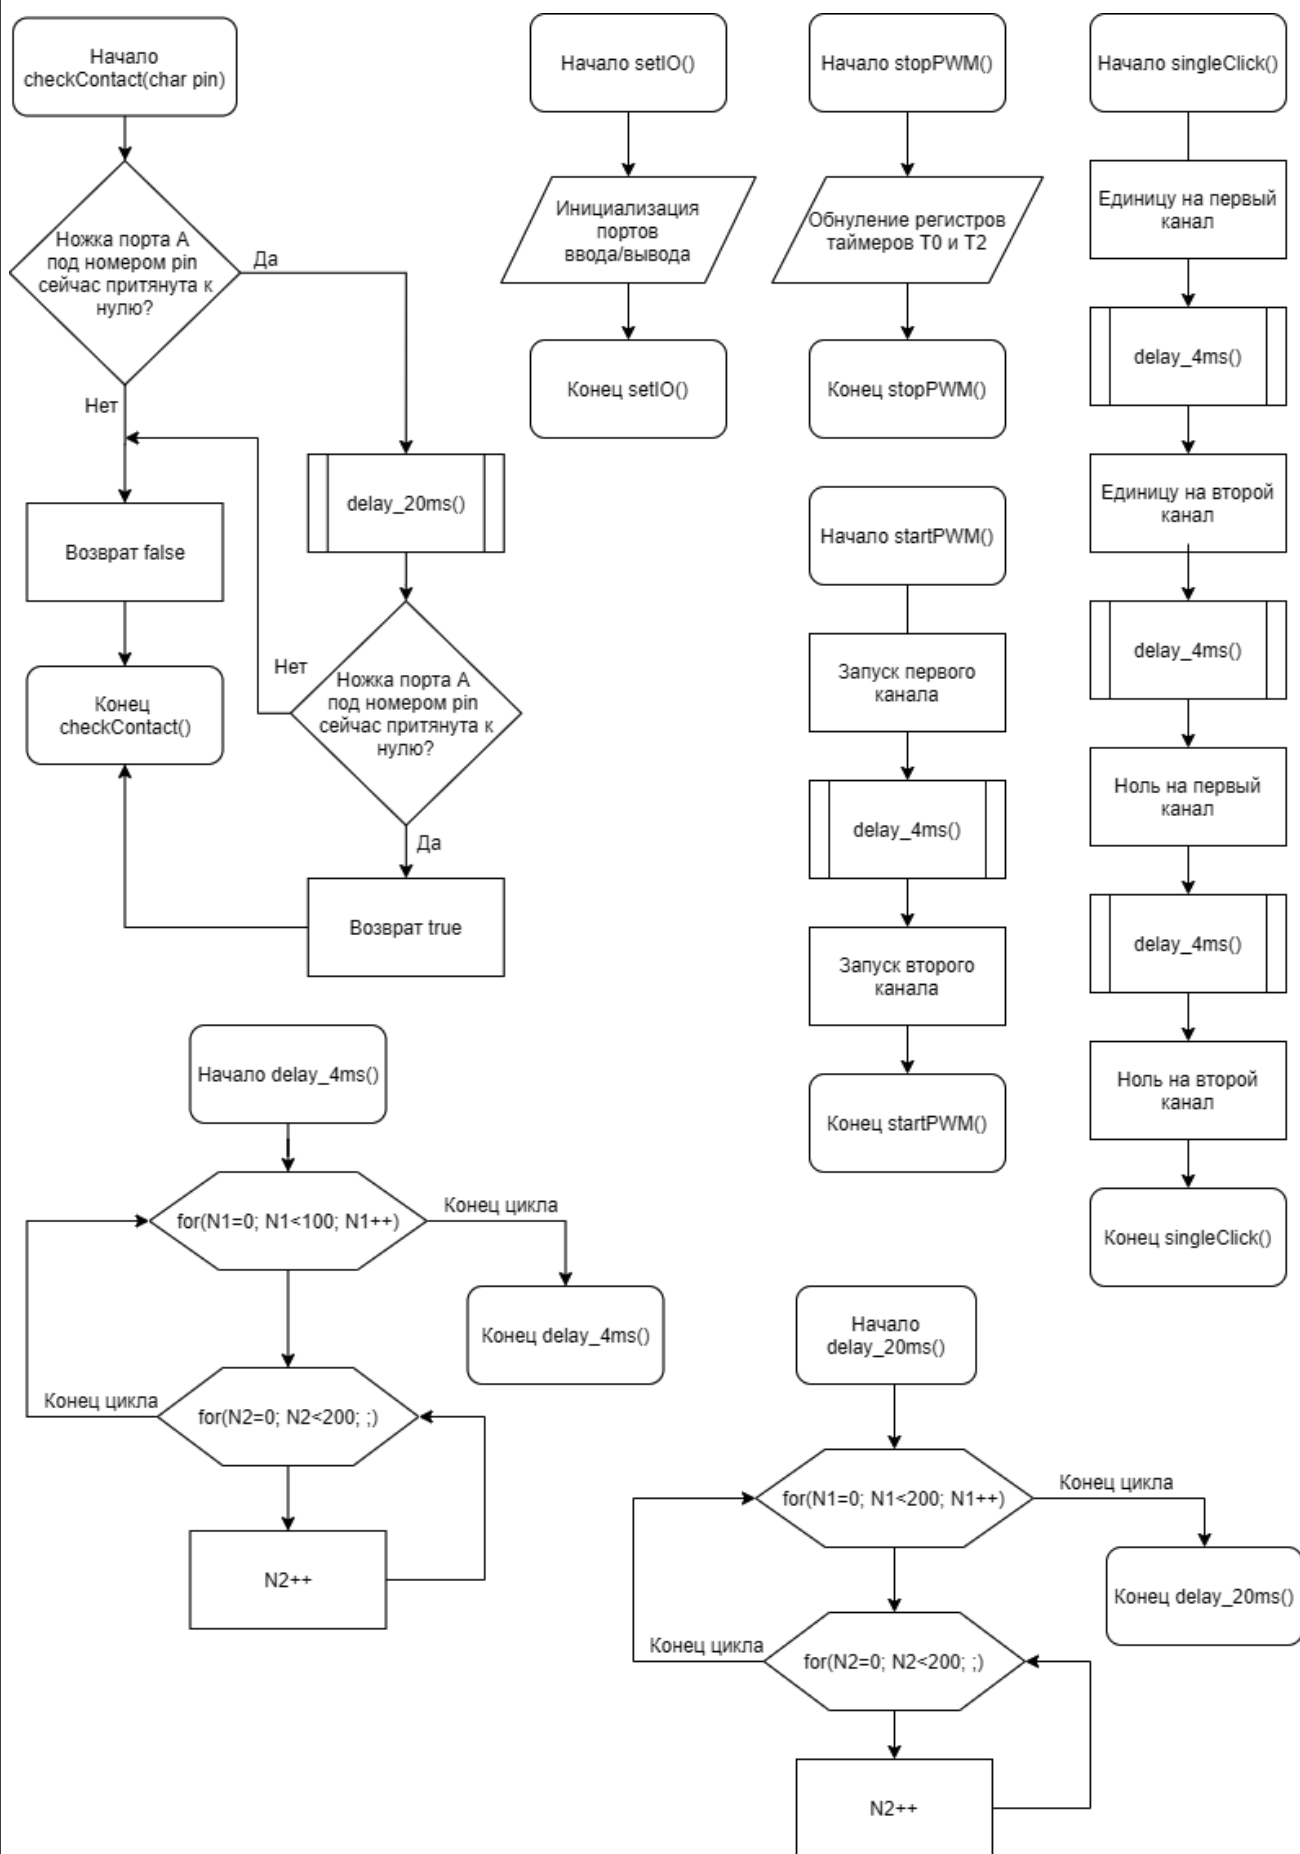 Начало
checkContact(char pin)
Ножка порта А
под номером pin
сейчас притянута к
нулю?
Да
Нет
delay_20ms()
Возврат false
Нет
Ножка порта А
под номером pin
сейчас притянута к
нулю?
Конец
checkContact()
Да
Возврат true
Начало setIO()
Инициализация
портов
ввода/вывода
Конец setIO()
Начало stopPWM()
Обнуление регистров
таймеров T0 и T2
Конец stopPWM()
Начало startPWM()
Запуск первого
канала
delay_4ms()
Запуск второго
канала
Конец startPWM()
Начало singleClick()
Единицу на первый
канал
delay_4ms()
Единицу на второй
канал
delay_4ms()
Ноль на первый
канал
delay_4ms()
Ноль на второй
канал
Конец singleClick()
Начало delay_4ms()
for(N1=0; N1<100; N1++)
Конец цикла
Конец delay_4ms()
Конец цикла
for(N2=0; N2<200; ;)
N2++
Начало
delay_20ms()
for(N1=0; N1<200; N1++)
Конец цикла
Конец delay_20ms()
Конец цикла
for(N2=0; N2<200; ;)
N2++